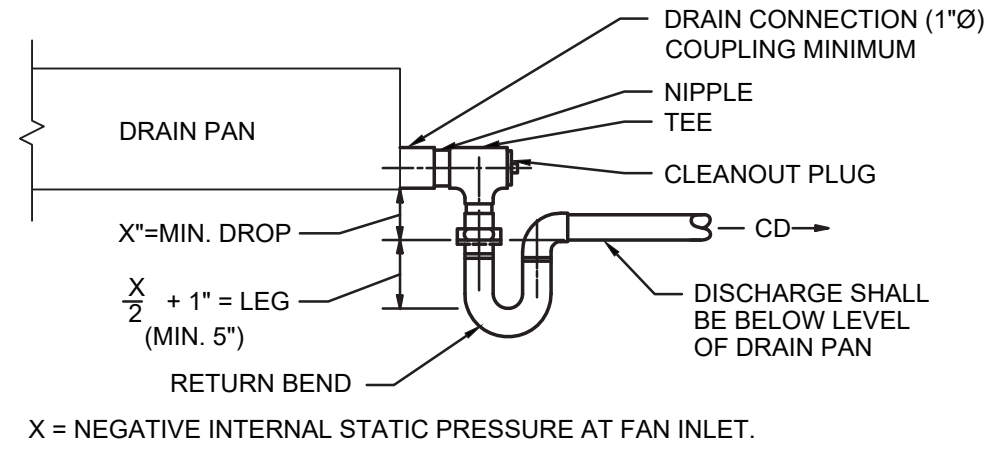 DRAIN CONNECTION (1"Ø)
COUPLING MINIMUM
NIPPLE
TEE
DRAIN PAN
CLEANOUT PLUG
X"=MIN. DROP
CD
X/2 + 1" = LEG
(MIN. 5")
DISCHARGE SHALL
BE BELOW LEVEL
OF DRAIN PAN
RETURN BEND
X = NEGATIVE INTERNAL STATIC PRESSURE AT FAN INLET.